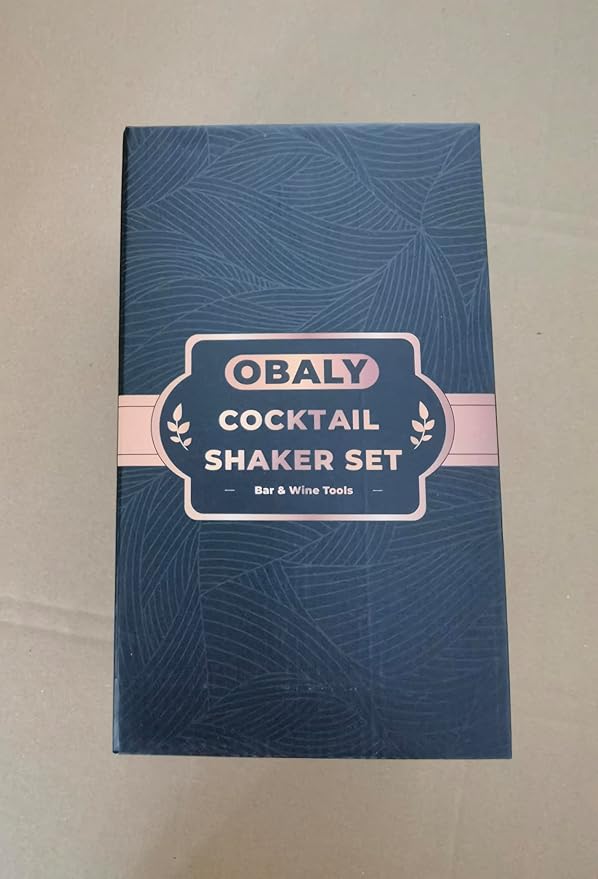 OBALY
COCKTAIL
SHAKER SET
Bar & Wine Tools